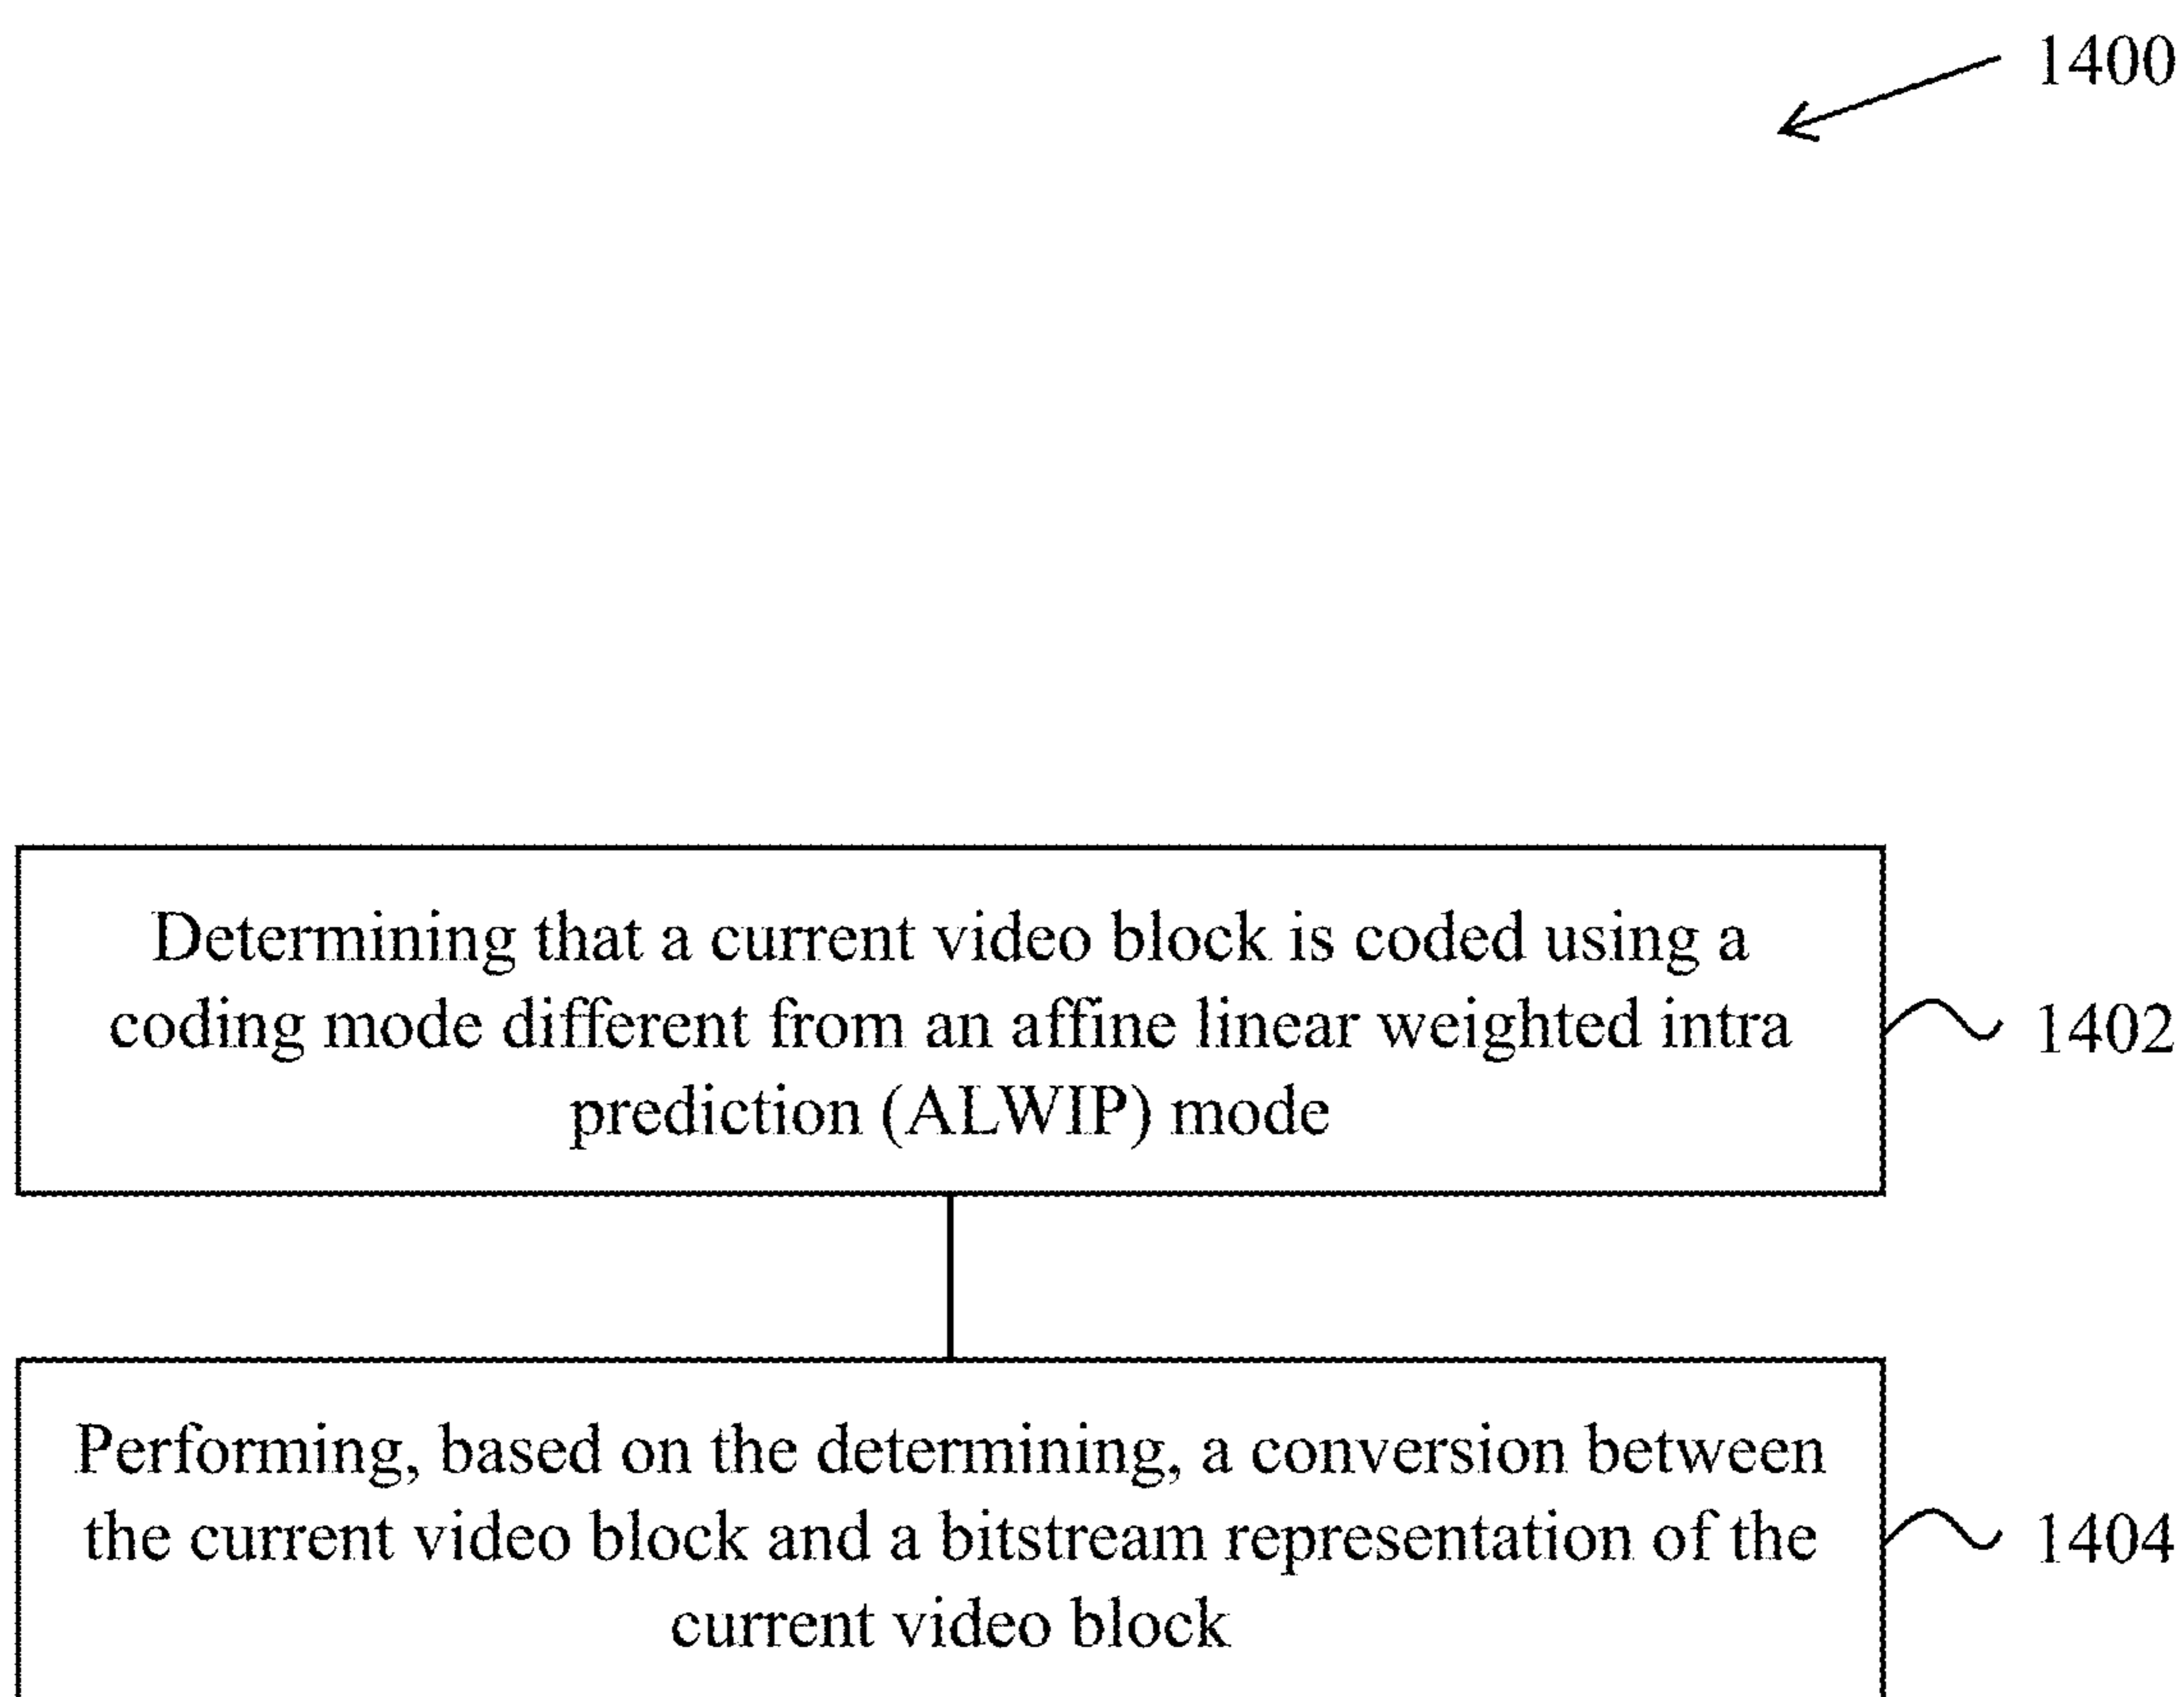 1400
Determining that a current video block is coded using a
coding mode different from an affine linear weighted intra
prediction (ALWIP) mode
1402
Performing, based on the determining, a conversion between
the current video block and a bitstream representation of the
current video block
1404